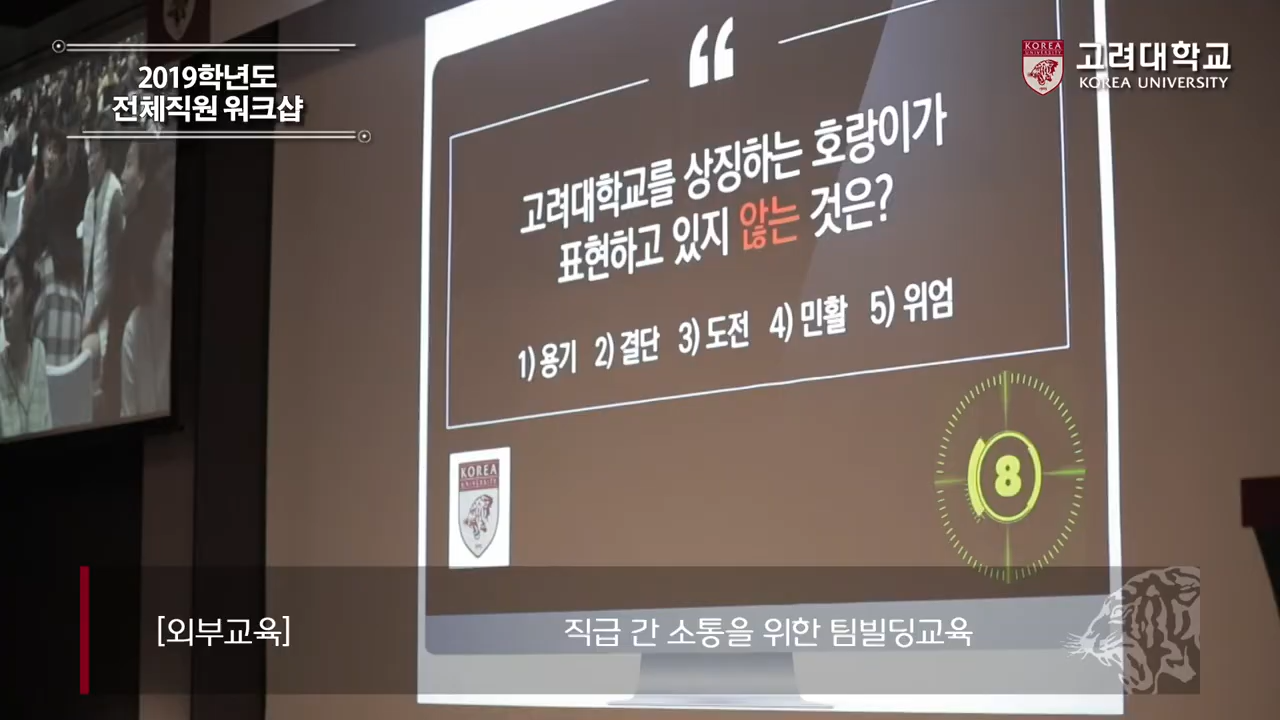 2019학년도
전체직원 워크샵
KOREA
UNIVERSITY
고려대학교
KOREA UNIVERSITY
“
고려대학교를 상징하는 호랑이가
표현하고 있지 않는 것은?
1) 용기 2) 결단 3) 도전 4) 민활 5) 위엄
8
KOREA
UNIVERSITY
[외부교육] 직급 간 소통을 위한 팀빌딩교육